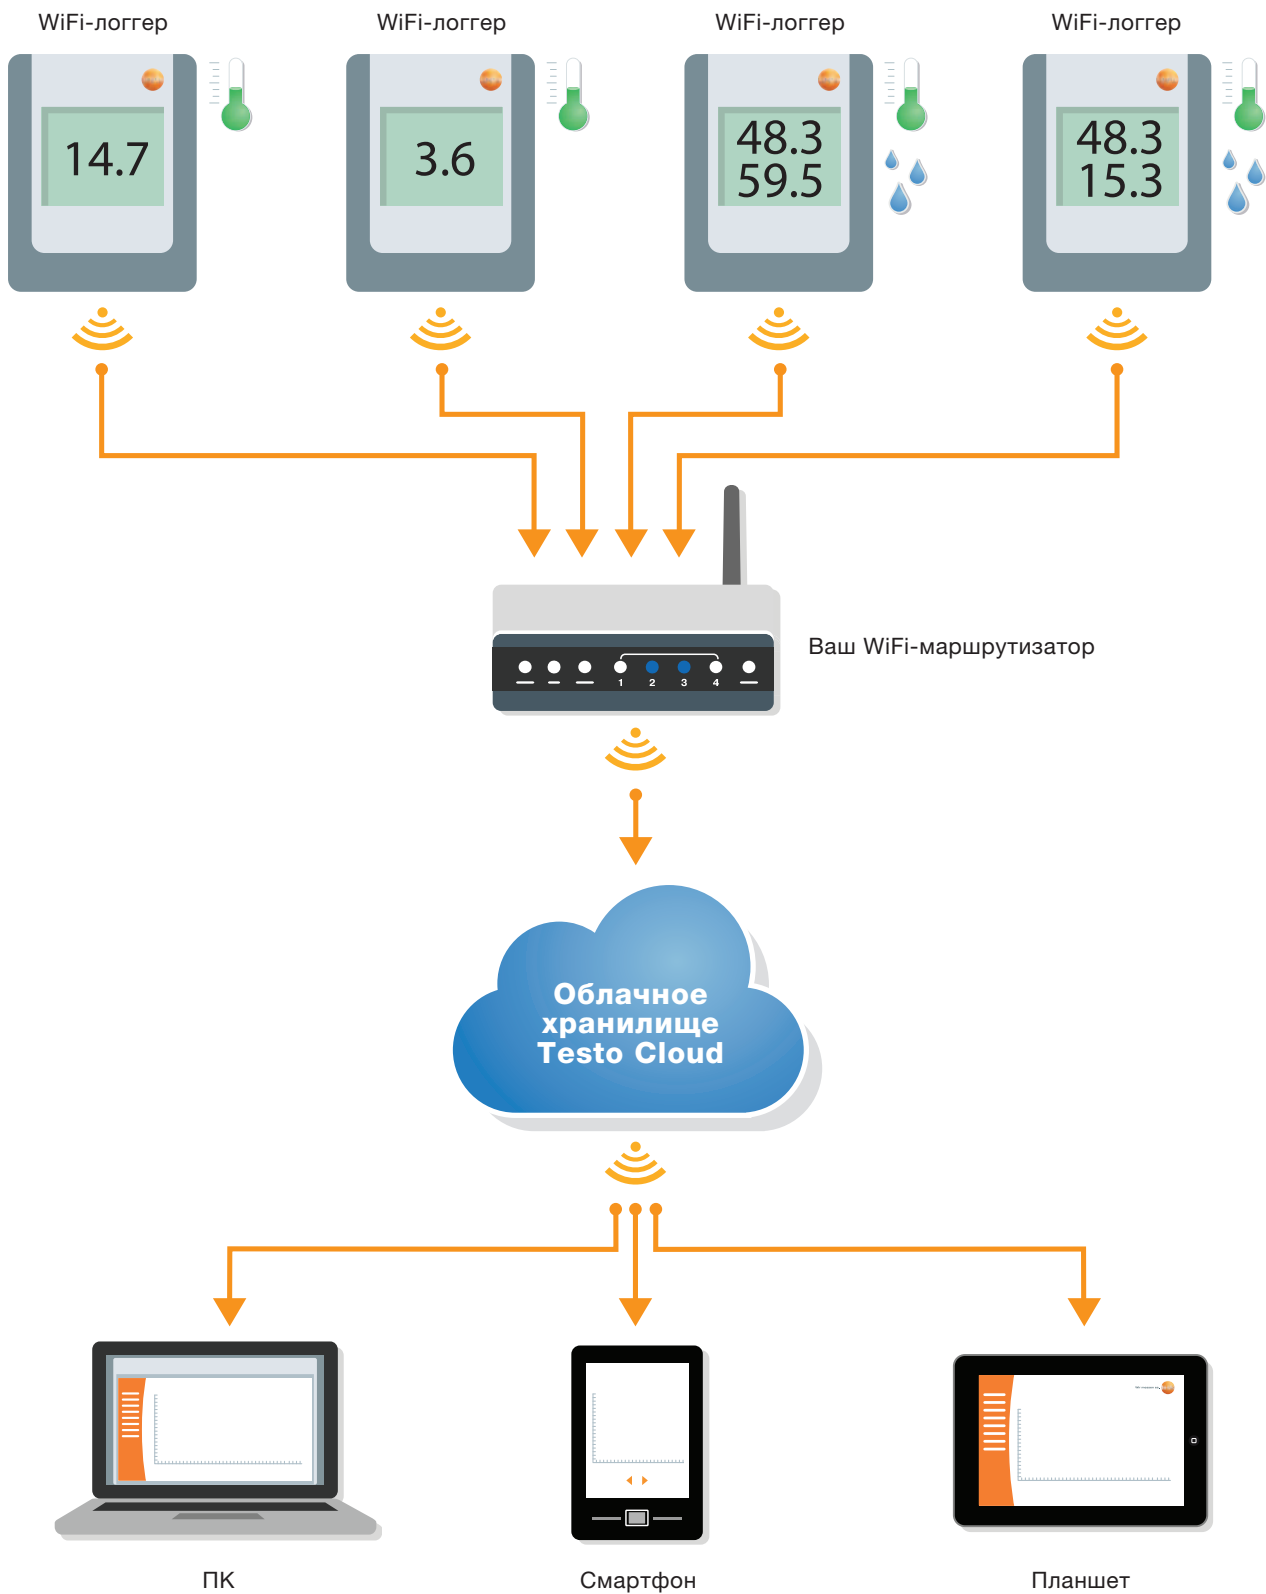 WiFi-логгер
WiFi-логгер
WiFi-логгер
WiFi-логгер
14.7
3.6
48.3
59.5
48.3
15.3
Ваш WiFi-маршрутизатор
1 2 3 4
Облачное
хранилище
Testo Cloud
ПК
Смартфон
Планшет